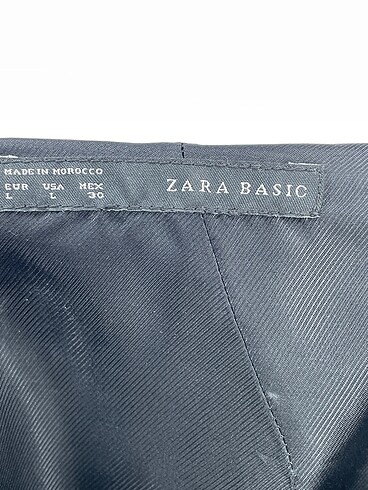 MADE IN MOROCCO
EUR USA MEX
L L 30
ZARA BASIC